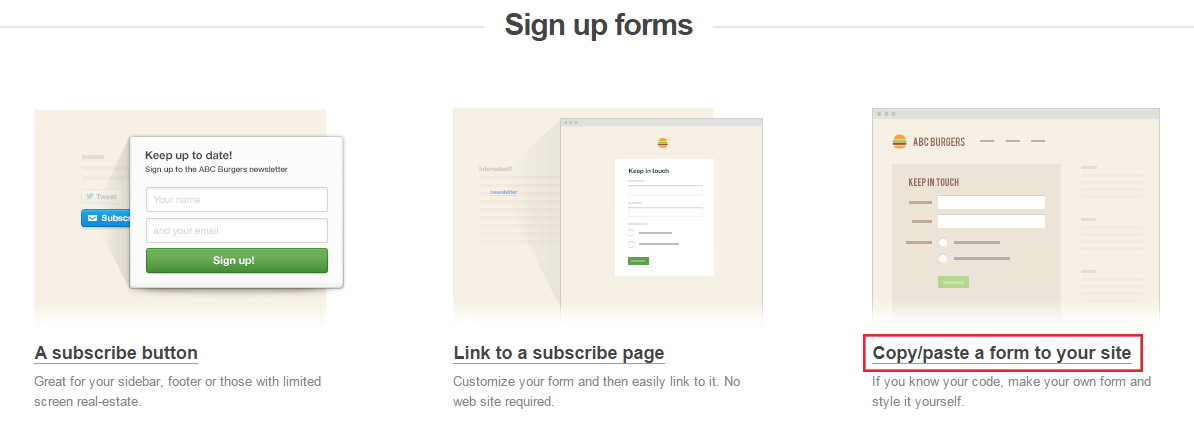 Sign up forms
Keep up to date!
Sign up to the ABC Burgers newsletter
Tweet
Subscr
Your name
and your email
Sign up!
Interested?
newsletter
Keep in touch
ABC BURGERS
KEEP IN TOUCH
A subscribe button
Great for your sidebar, footer or those with limited
screen real-estate.
Link to a subscribe page
Customize your form and then easily link to it. No
web site required.
Copy/paste a form to your site
If you know your code, make your own form and
style it yourself.